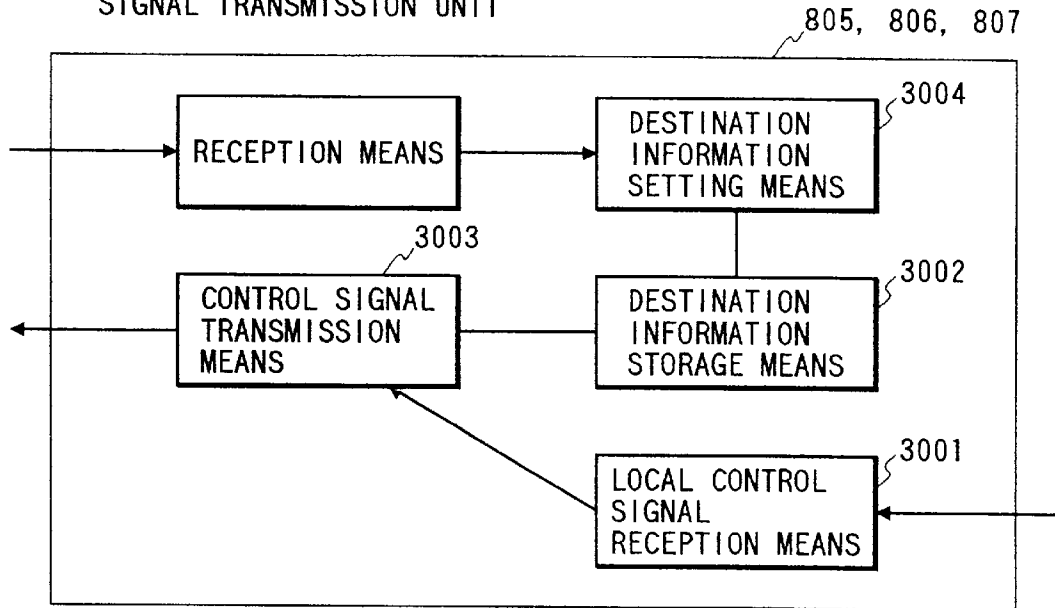 SIGNAL TRANSMISSION UNIT
805, 806, 807
RECEPTION MEANS
3004
DESTINATION
INFORMATION
SETTING MEANS
3003
CONTROL SIGNAL
TRANSMISSION
MEANS
3002
DESTINATION
INFORMATION
STORAGE MEANS
3001
LOCAL CONTROL
SIGNAL
RECEPTION MEANS